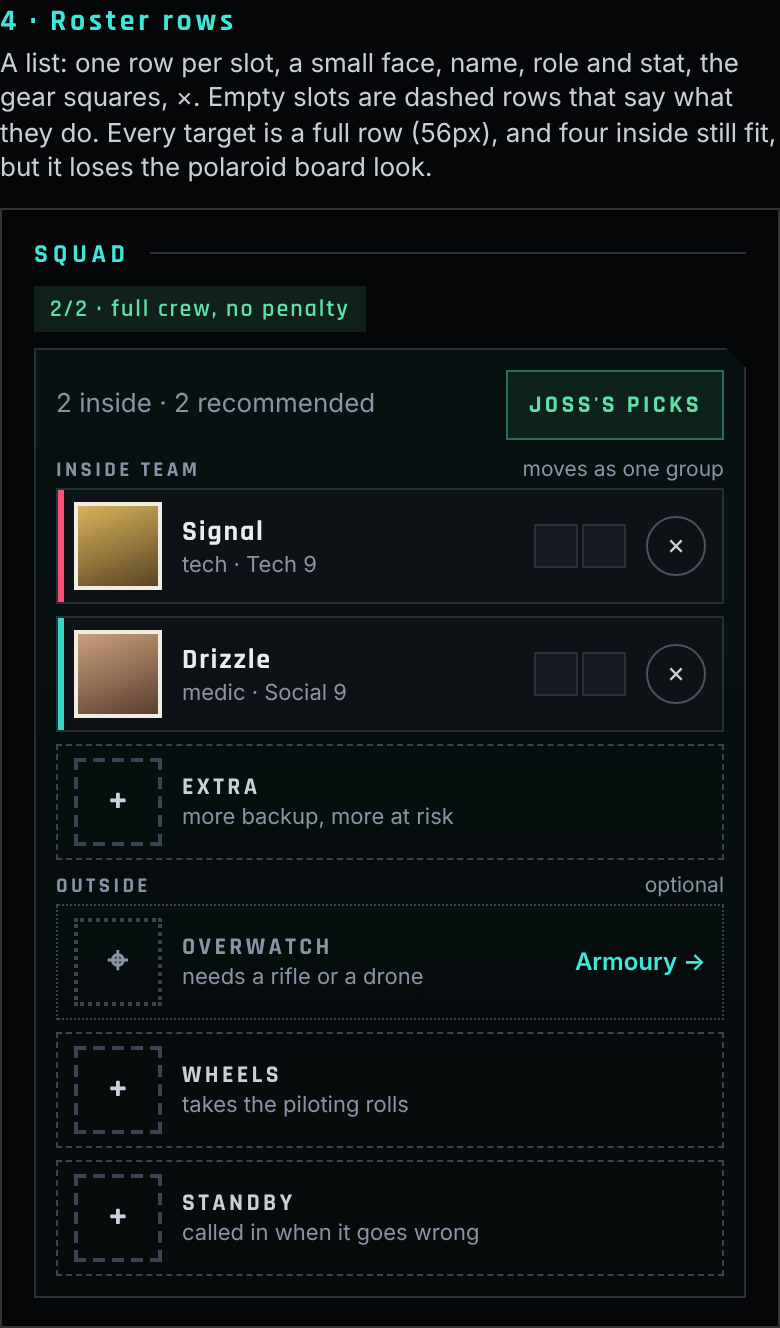 4 · Roster rows
A list: one row per slot, a small face, name, role and stat, the
gear squares, ×. Empty slots are dashed rows that say what
they do. Every target is a full row (56px), and four inside still fit,
but it loses the polaroid board look.
SQUAD
2/2 · full crew, no penalty
2 inside · 2 recommended
JOSS'S PICKS
INSIDE TEAM
moves as one group
Signal
tech · Tech 9
×
Drizzle
medic · Social 9
×
+
EXTRA
more backup, more at risk
OUTSIDE
optional
⌖
OVERWATCH
needs a rifle or a drone
Armoury →
+
WHEELS
takes the piloting rolls
+
STANDBY
called in when it goes wrong